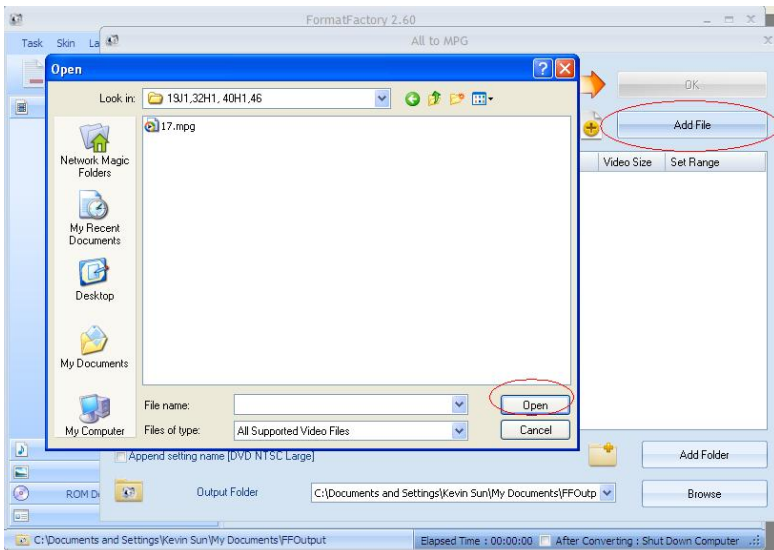 FormatFactory 2.60
Task Skin La
All to MPG
Open
Look in: 19J1,32H1, 40H1,46
OK
Add File
17.mpg
Video Size Set Range
Network Magic
Folders
My Recent
Documents
Desktop
My Documents
My Computer
File name:
Open
Files of type: All Supported Video Files
Cancel
Append setting name [DVD NTSC Large]
Add Folder
ROM D
Output Folder C:\Documents and Settings\Kevin Sun\My Documents\FFOutp
Browse
C:\Documents and Settings\Kevin Sun\My Documents\FFOutput
Elapsed Time : 00:00:00 After Converting : Shut Down Computer